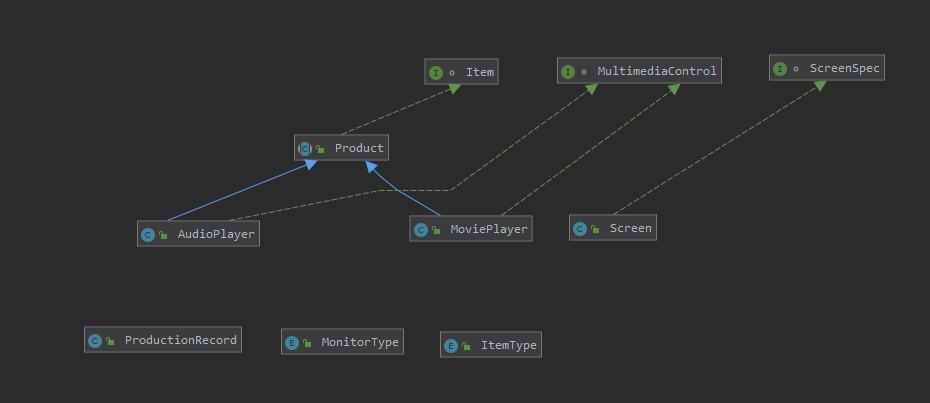 I Item
I MultimediaControl
I ScreenSpec
C Product
C AudioPlayer
C MoviePlayer
C Screen
C ProductionRecord
E MonitorType
E ItemType